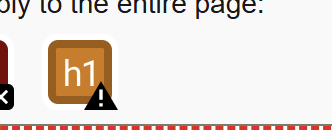 to the entire page:
h1